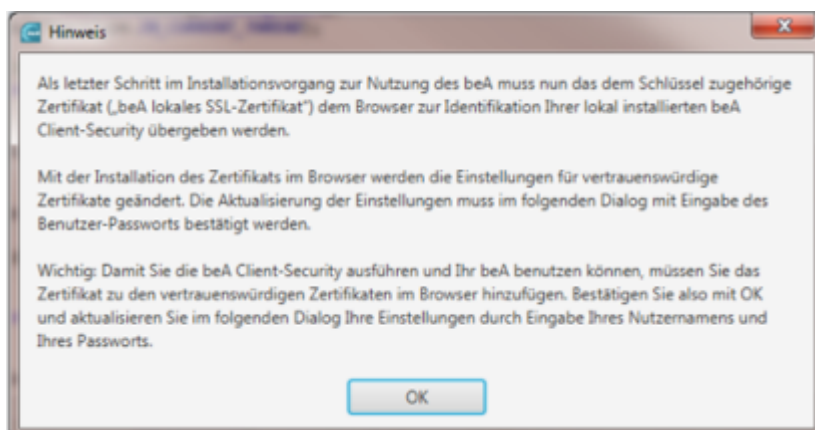 Hinweis
Als letzter Schritt im Installationsvorgang zur Nutzung des beA muss nun das dem Schlüssel zugehörige
Zertifikat („beA lokales SSL-Zertifikat“) dem Browser zur Identifikation Ihrer lokal installierten beA
Client-Security übergeben werden.
Mit der Installation des Zertifikats im Browser werden die Einstellungen für vertrauenswürdige
Zertifikate geändert. Die Aktualisierung der Einstellungen muss im folgenden Dialog mit Eingabe des
Benutzer-Passworts bestätigt werden.
Wichtig: Damit Sie die beA Client-Security ausführen und Ihr beA benutzen können, müssen Sie das
Zertifikat zu den vertrauenswürdigen Zertifikaten im Browser hinzufügen. Bestätigen Sie also mit OK
und aktualisieren Sie im folgenden Dialog Ihre Einstellungen durch Eingabe Ihres Nutzernamens und
Ihres Passworts.
OK